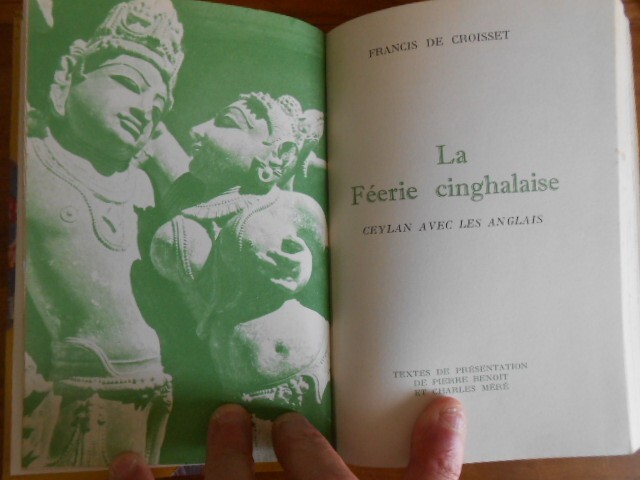 FRANCIS DE CROISSET
La
Féerie cinghalaise
CEYLAN AVEC LES ANGLAIS
TEXTES DE PRÉSENTATION
DE PIERRE BENOIT
ET CHARLES MÉRÉ